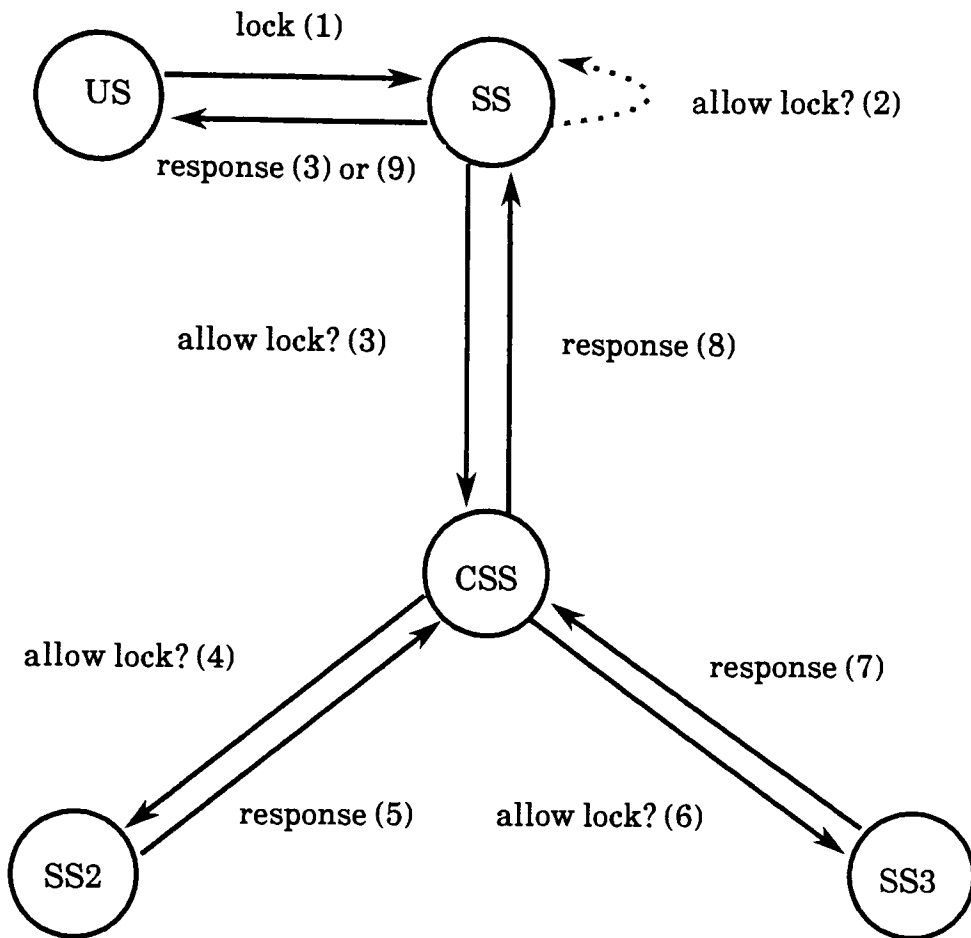 lock (1)
US
SS
allow lock? (2)
response (3) or (9)
allow lock? (3)
response (8)
CSS
allow lock? (4)
response (7)
response (5)
allow lock? (6)
SS2
SS3